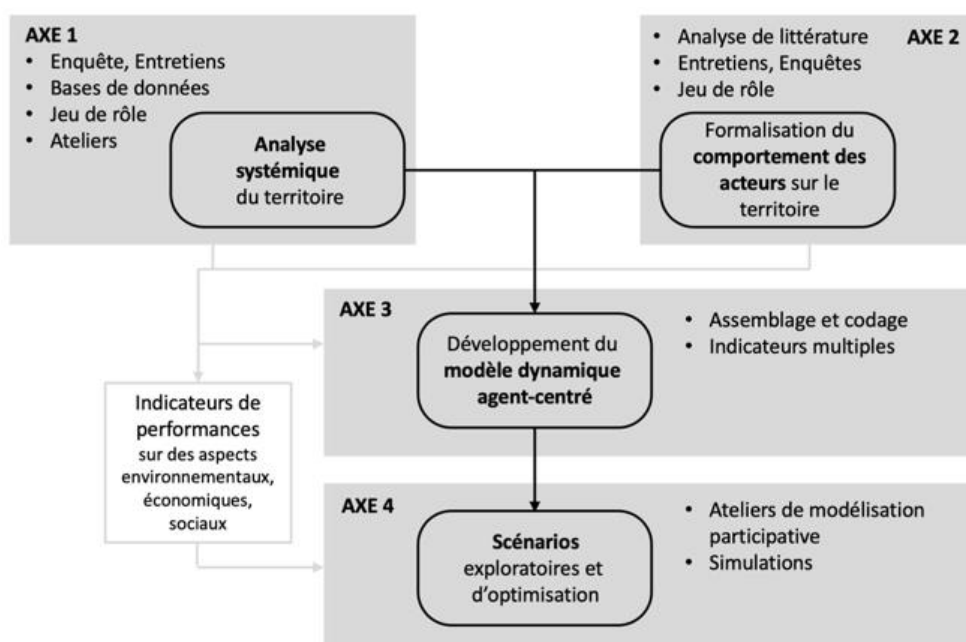 AXE 1
• Enquête, Entretiens
• Bases de données
• Jeu de rôle
• Ateliers
Analyse
systémique
du territoire
AXE 2
• Analyse de littérature
• Entretiens, Enquêtes
• Jeu de rôle
Formalisation du
comportement des
acteurs sur le
territoire
AXE 3
Développement du
modèle dynamique
agent-centré
• Assemblage et codage
• Indicateurs multiples
Indicateurs de
performances
sur des aspects
environnementaux,
économiques,
sociaux
AXE 4
Scénarios
exploratoires et
d'optimisation
• Ateliers de modélisation
participative
• Simulations